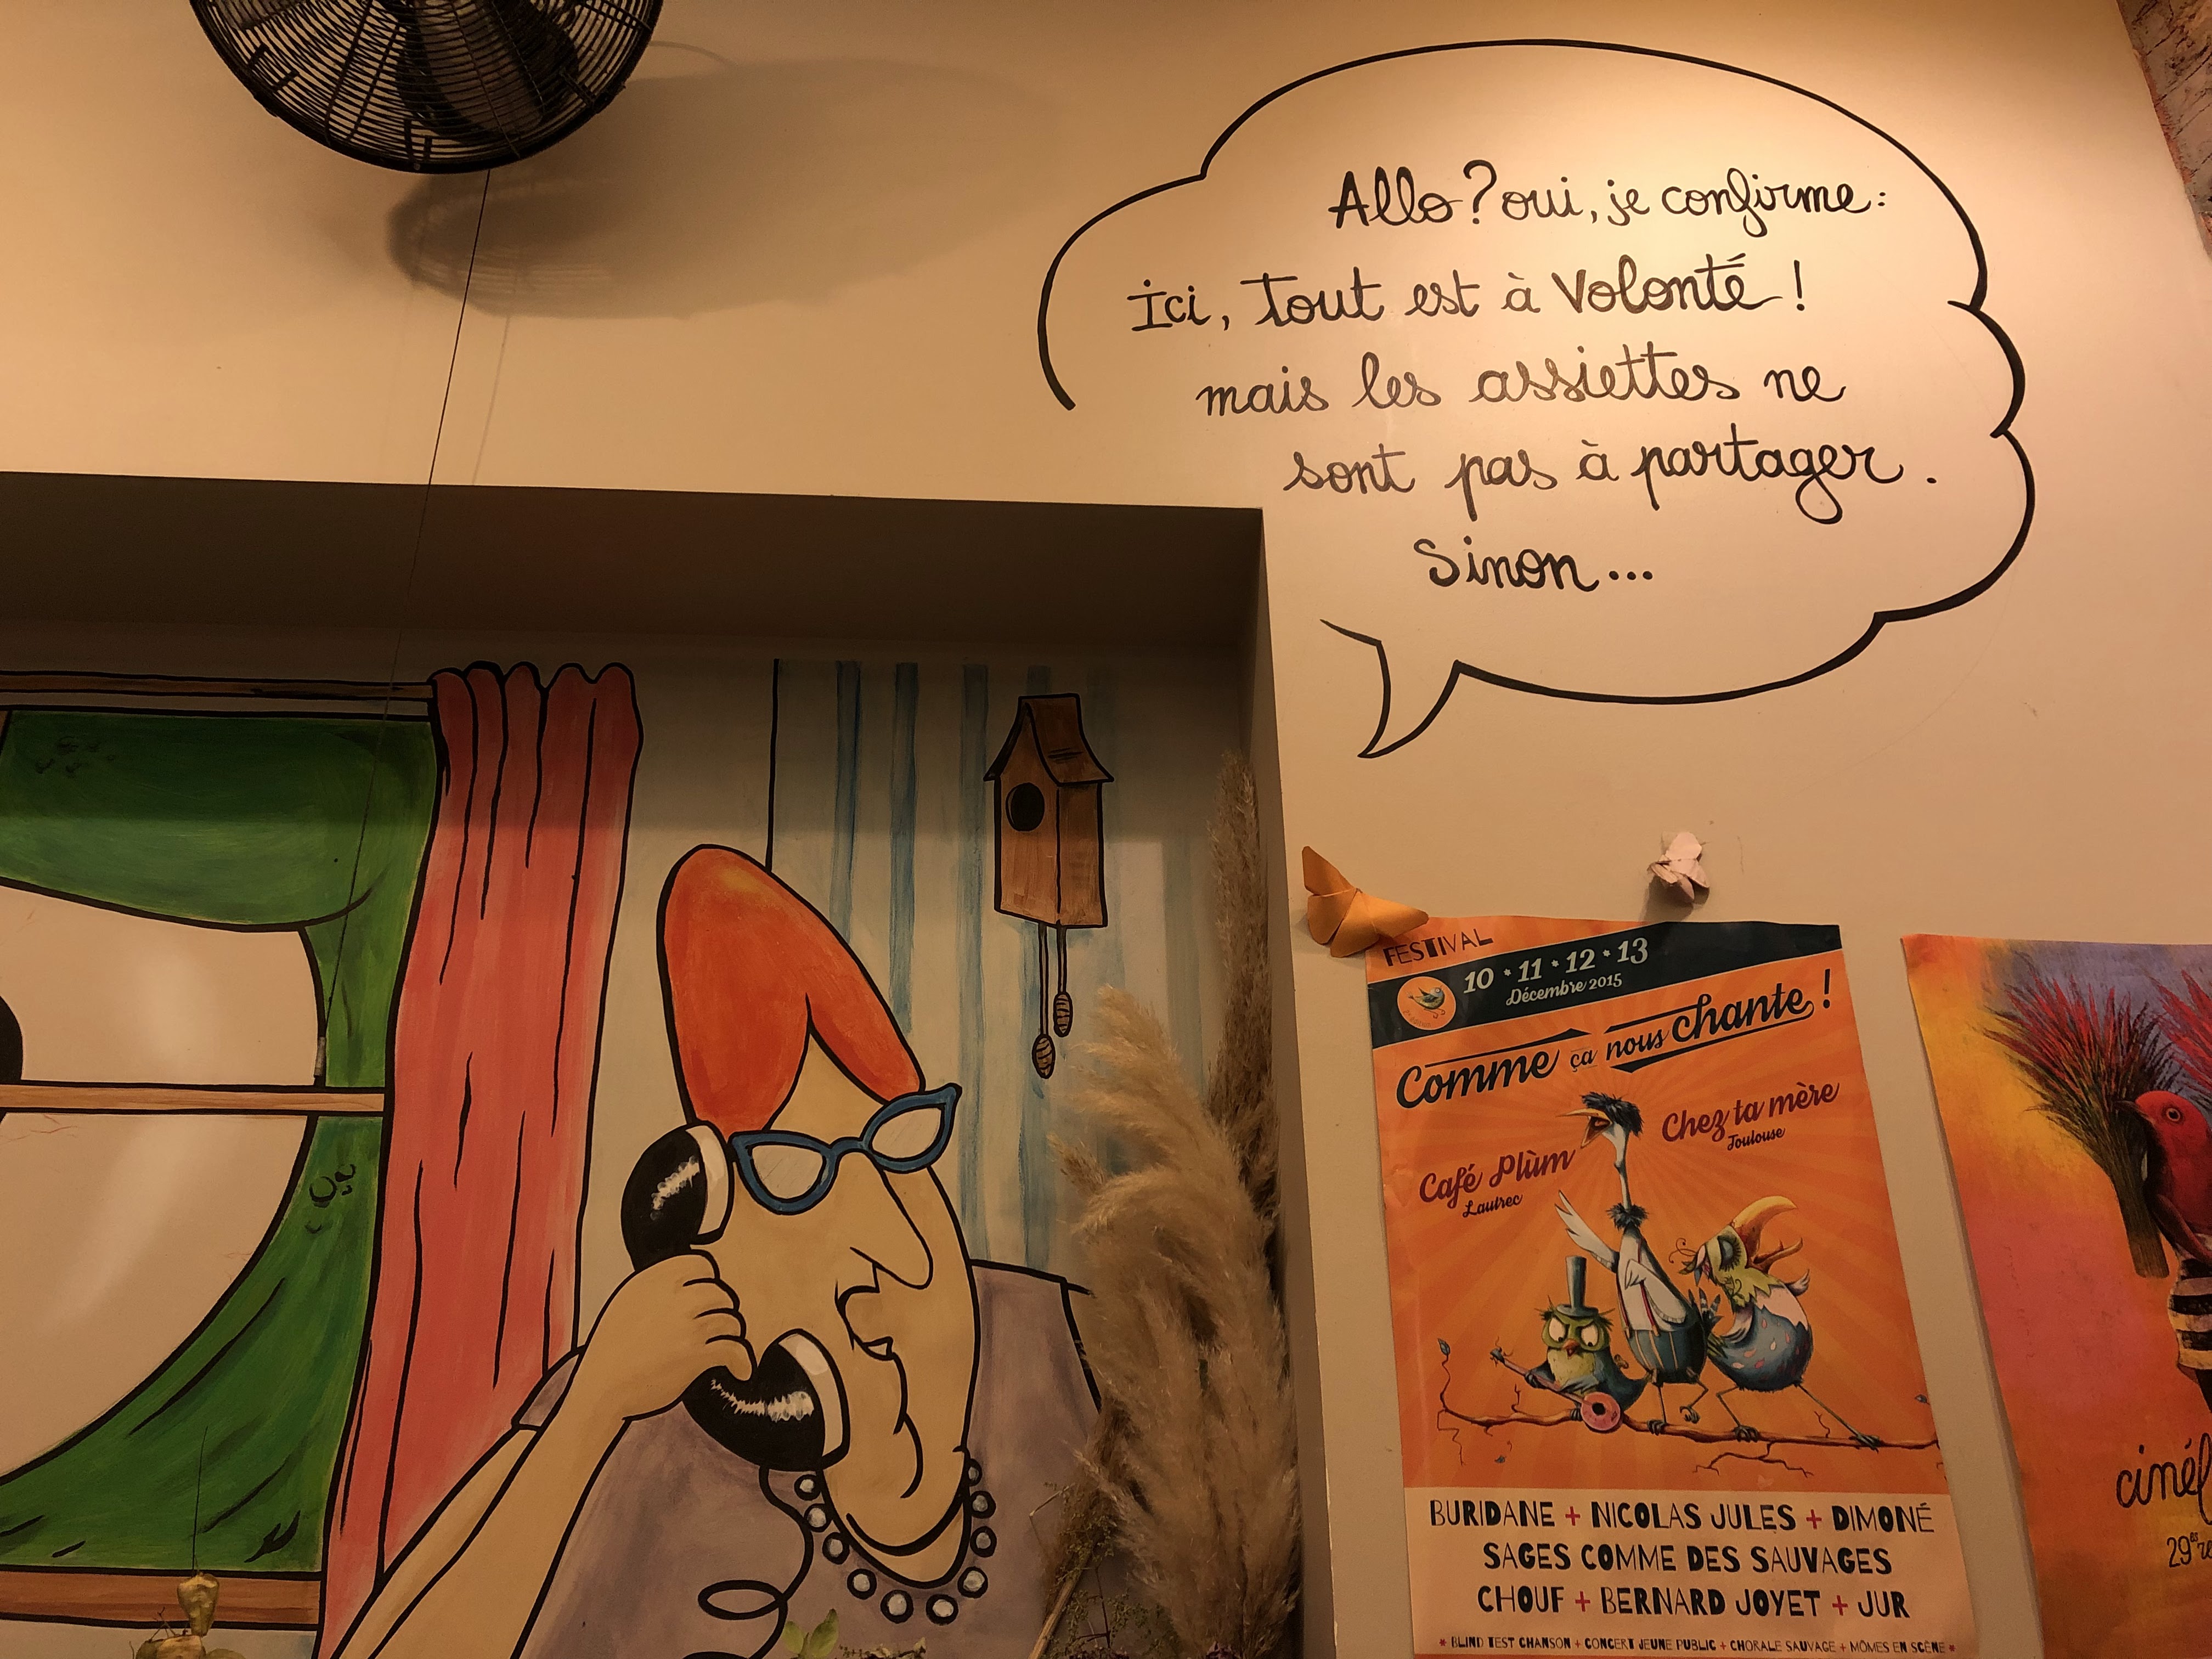 Allo? oui, je confirme:
Ici, tout est à volonté!
mais les assiettes ne
sont pas à partager.
Sinon...
FESTIVAL
10 • 11 • 12 • 13
Décembre 2015
Comme ça nous chante!
Chez ta mère
Toulouse
Café Plùm
Lautrec
BURIDANE + NICOLAS JULES + DIMONÉ
SAGES COMME DES SAUVAGES
CHOUF + BERNARD JOYET + JUR
* BLIND TEST CHANSON + CONCERT JEUNE PUBLIC + CHORALE SAUVAGE + MÔMES EN SCÈNE *